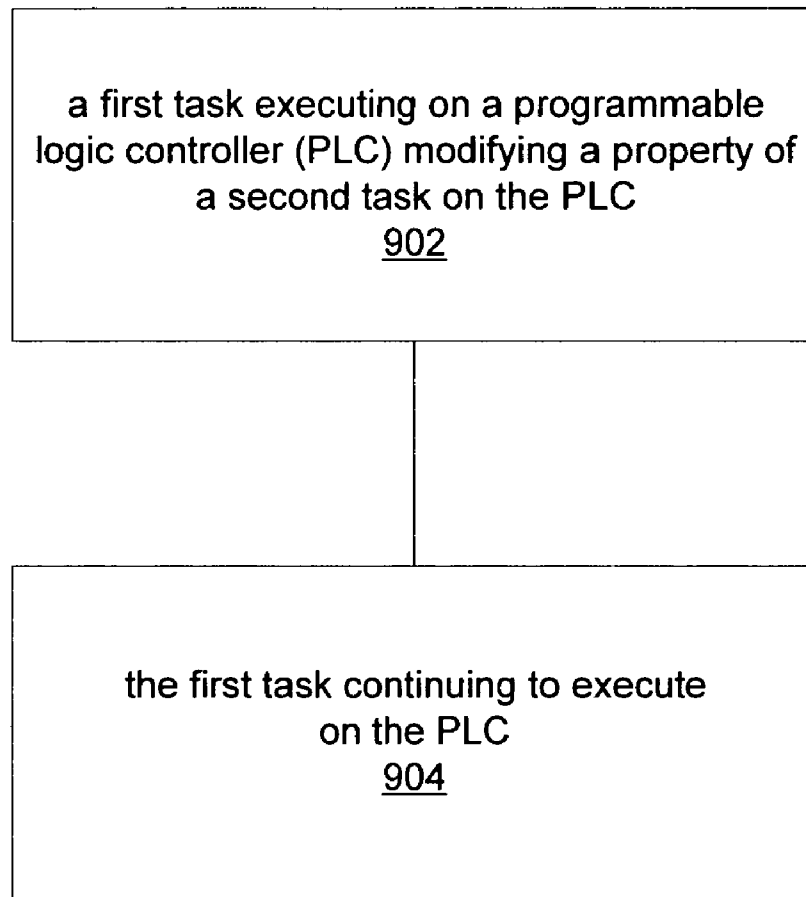 a first task executing on a programmable
logic controller (PLC) modifying a property of
a second task on the PLC
902
the first task continuing to execute
on the PLC
904